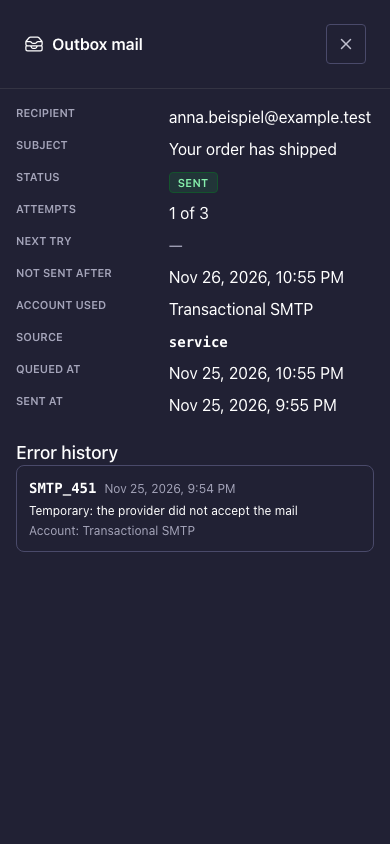 Outbox mail
RECIPIENT anna.beispiel@example.test
SUBJECT Your order has shipped
STATUS SENT
ATTEMPTS 1 of 3
NEXT TRY —
NOT SENT AFTER Nov 26, 2026, 10:55 PM
ACCOUNT USED Transactional SMTP
SOURCE service
QUEUED AT Nov 25, 2026, 10:55 PM
SENT AT Nov 25, 2026, 9:55 PM
Error history
SMTP_451 Nov 25, 2026, 9:54 PM
Temporary: the provider did not accept the mail
Account: Transactional SMTP